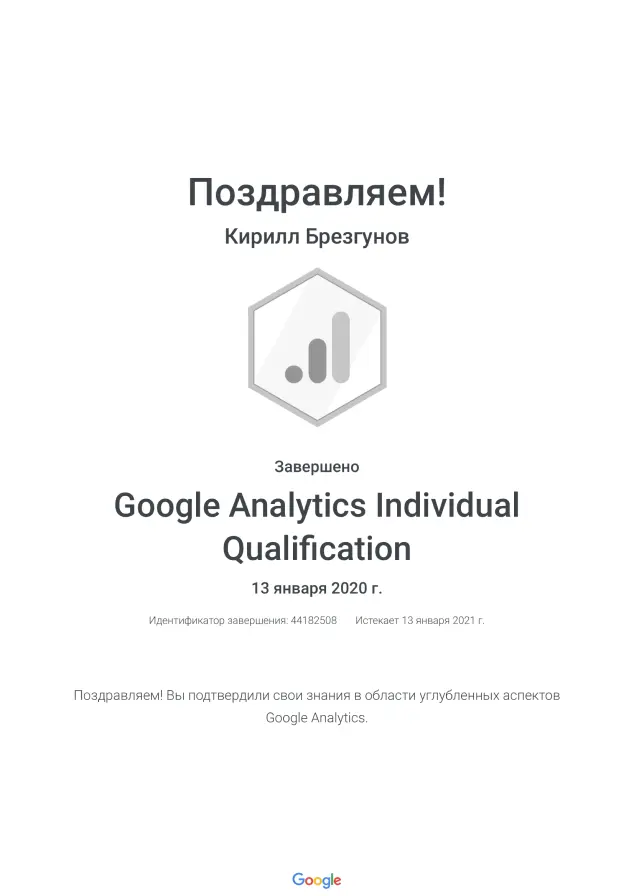 Поздравляем!
Кирилл Брезгунов
Завершено
Google Analytics Individual
Qualification
13 января 2020 г.
Идентификатор завершения: 44182508 Истекает 13 января 2021 г.
Поздравляем! Вы подтвердили свои знания в области углубленных аспектов
Google Analytics.
Google